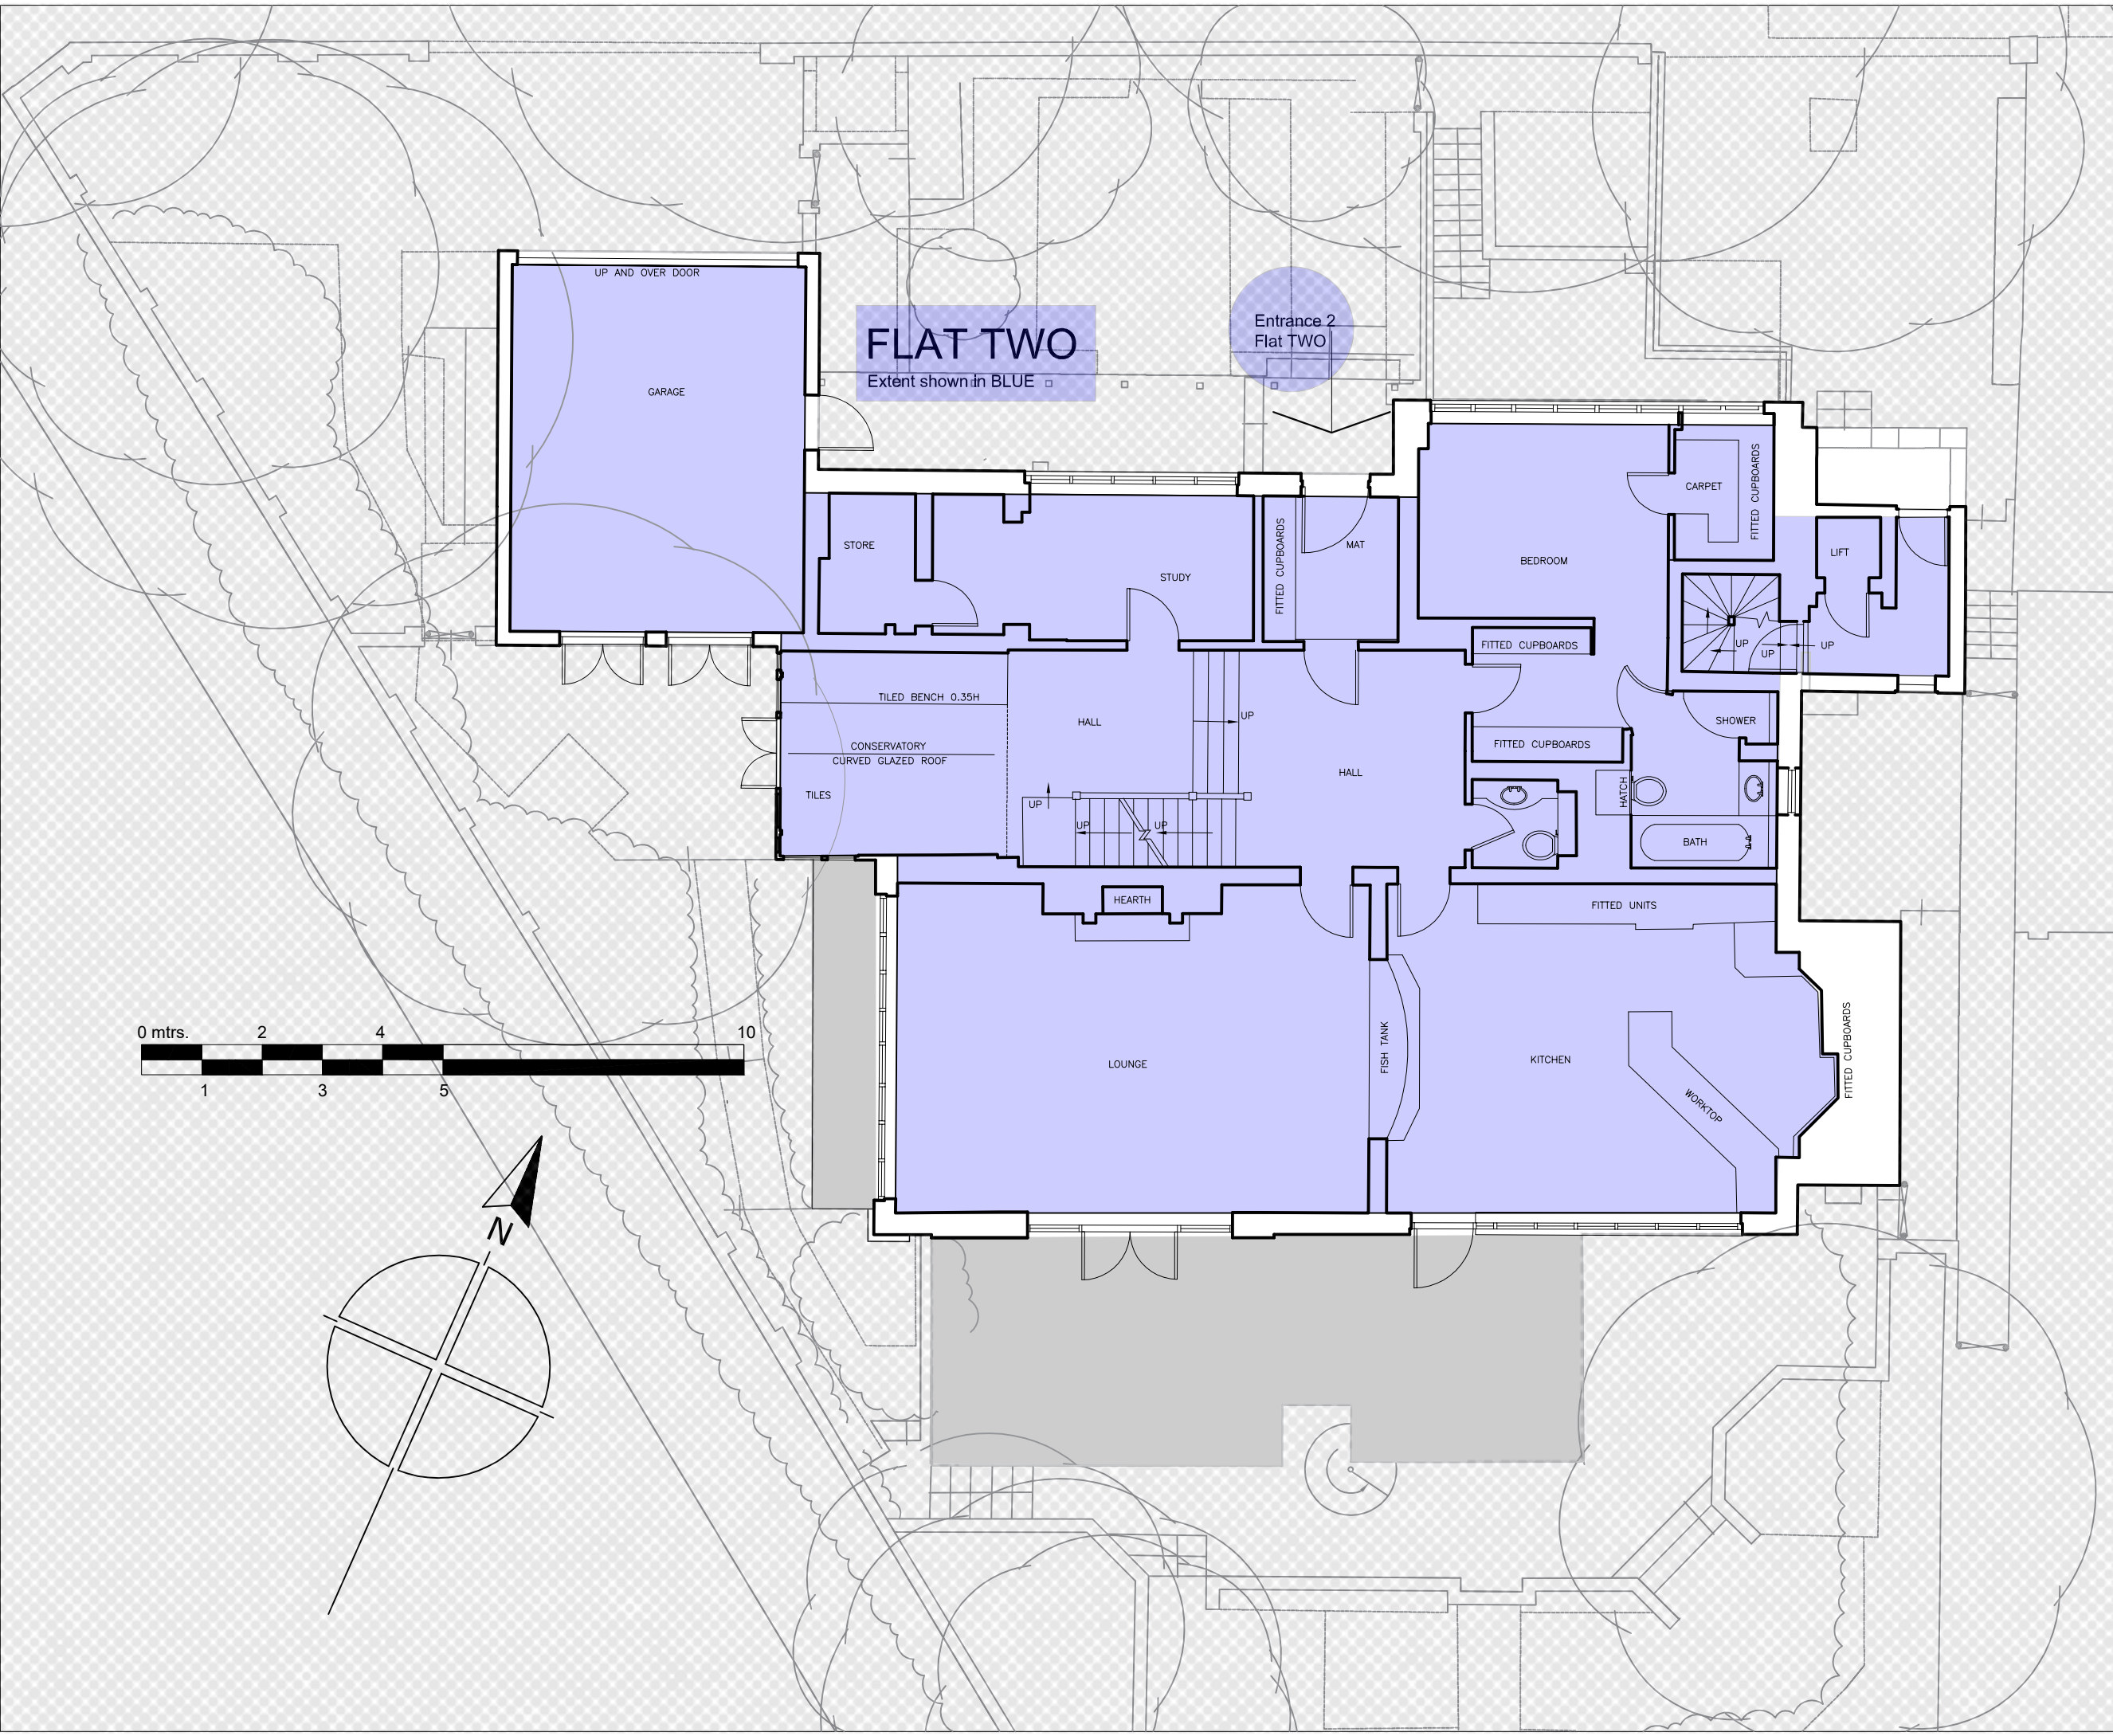 UP AND OVER DOOR
GARAGE
FLAT TWO
Extent shown in BLUE
Entrance 2
Flat TWO
STORE
STUDY
FITTED CUPBOARDS
MAT
BEDROOM
CARPET
FITTED CUPBOARDS
LIFT
FITTED CUPBOARDS
UP
UP
UP
TILED BENCH 0.35H
HALL
UP
SHOWER
CONSERVATORY
CURVED GLAZED ROOF
FITTED CUPBOARDS
HALL
TILES
UP
HATCH
UP
UP
BATH
HEARTH
FITTED UNITS
LOUNGE
FISH TANK
KITCHEN
WORKTOP
FITTED CUPBOARDS
0 mtrs. 2 4 10
1 3 5
N